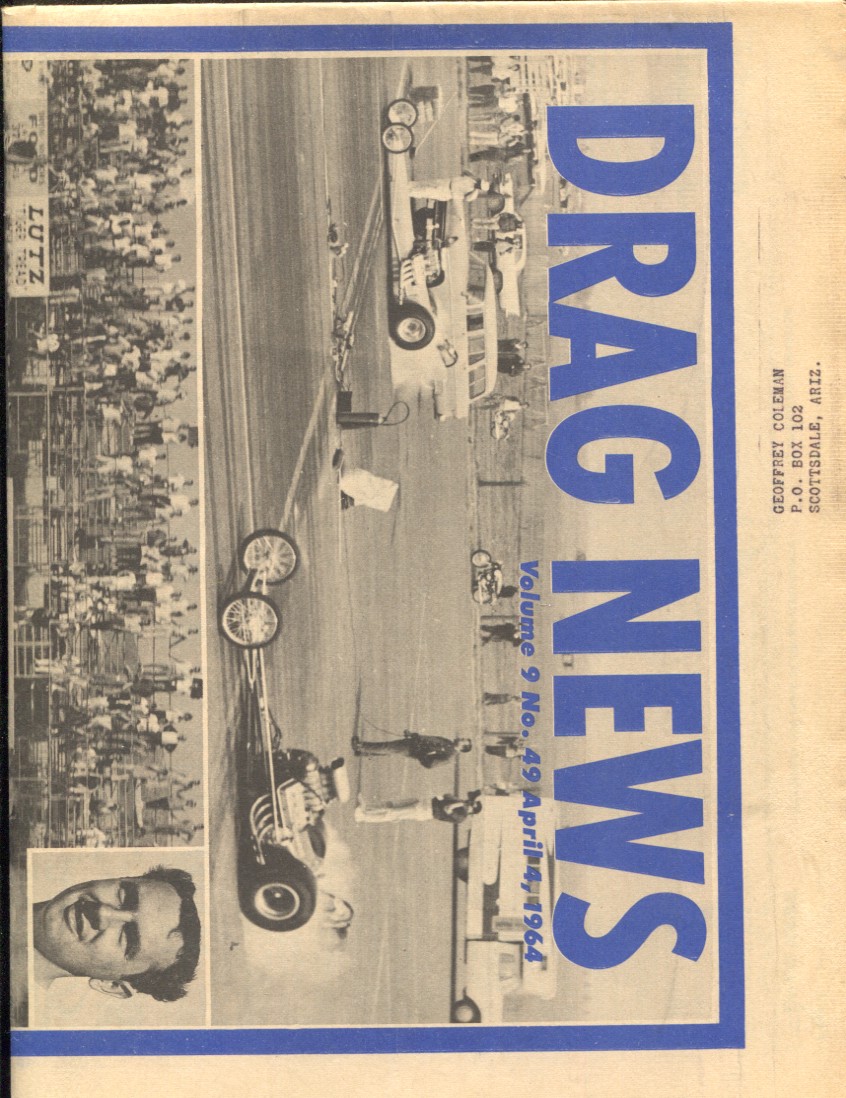 GEOFFREY COLEMAN
P.O. BOX 102
SCOTTSDALE, ARIZ.
DRAG NEWS
Volume 9 No. 49 April 4, 1964
LUTZ